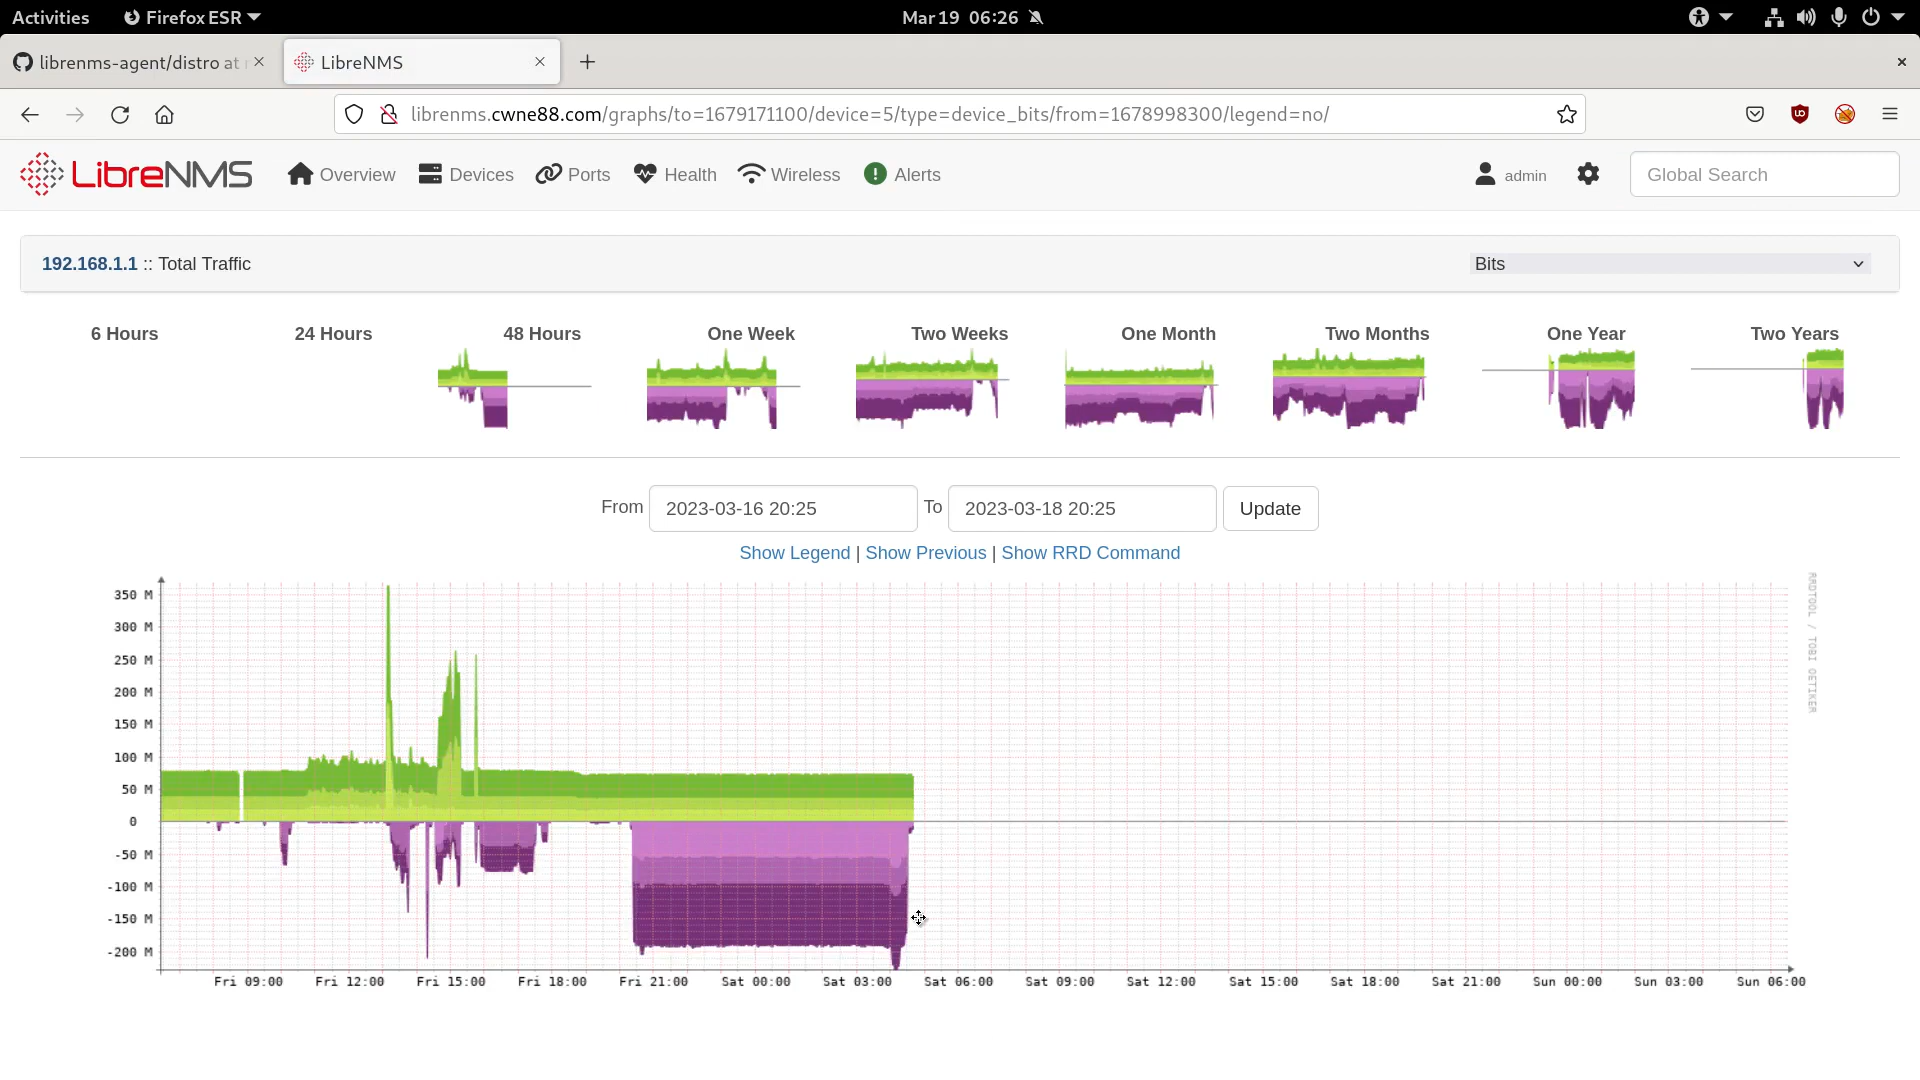 Activities Firefox ESR Mar 19 06:26
librenms-agent/distro at LibreNMS
librenms.cwne88.com/graphs/to=1679171100/device=5/type=device_bits/from=1678998300/legend=no/
LibreNMS Overview Devices Ports Health Wireless Alerts admin Global Search
192.168.1.1 :: Total Traffic Bits
6 Hours 24 Hours 48 Hours One Week Two Weeks One Month Two Months One Year Two Years
From 2023-03-16 20:25 To 2023-03-18 20:25 Update
Show Legend | Show Previous | Show RRD Command
350 M
300 M
250 M
200 M
150 M
100 M
50 M
0
-50 M
-100 M
-150 M
-200 M
Fri 09:00 Fri 12:00 Fri 15:00 Fri 18:00 Fri 21:00 Sat 00:00 Sat 03:00 Sat 06:00 Sat 09:00 Sat 12:00 Sat 15:00 Sat 18:00 Sat 21:00 Sun 00:00 Sun 03:00 Sun 06:00
RRDTOOL / TOBI OETIKER